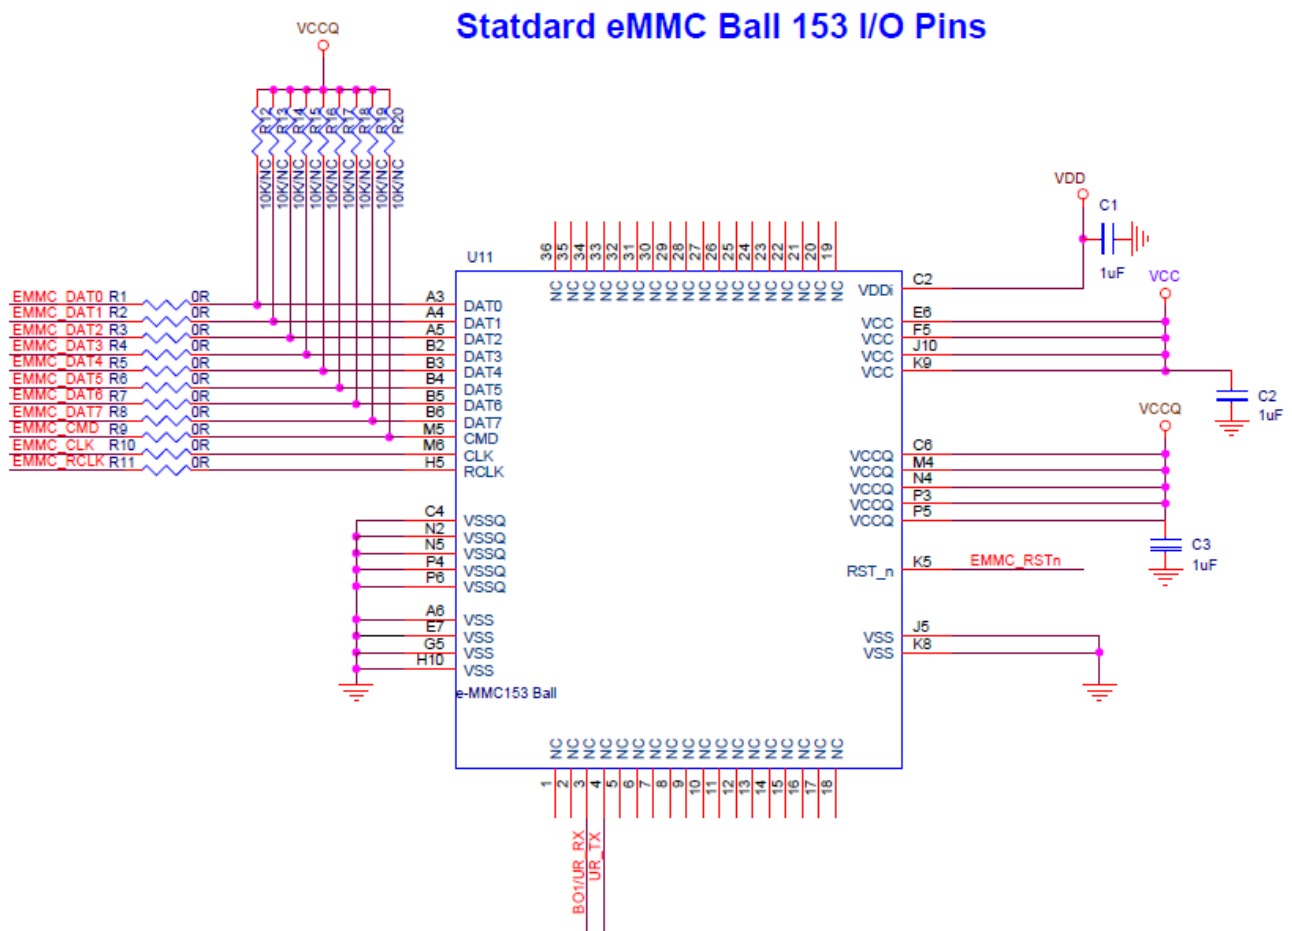 Statdard eMMC Ball 153 I/O Pins
VCCQ
R12 R13 R14 R15 R16 R17 R18 R19 R20
10K/NC 10K/NC 10K/NC 10K/NC 10K/NC 10K/NC 10K/NC 10K/NC 10K/NC
U11
36 35 34 33 32 31 30 29 28 27 26 25 24 23 22 21 20 19
NC NC NC NC NC NC NC NC NC NC NC NC NC NC NC NC NC NC
EMMC_DAT0 R1 0R A3 DAT0
EMMC_DAT1 R2 0R A4 DAT1
EMMC_DAT2 R3 0R A5 DAT2
EMMC_DAT3 R4 0R B2 DAT3
EMMC_DAT4 R5 0R B3 DAT4
EMMC_DAT5 R6 0R B4 DAT5
EMMC_DAT6 R7 0R B5 DAT6
EMMC_DAT7 R8 0R B6 DAT7
EMMC_CMD R9 0R M5 CMD
EMMC_CLK R10 0R M6 CLK
EMMC_RCLK R11 0R H5 RCLK
C4 VSSQ
N2 VSSQ
N5 VSSQ
P4 VSSQ
P6 VSSQ
A6 VSS
E7 VSS
G5 VSS
H10 VSS
e-MMC153 Ball
VDD
C1
1uF
VDDi C2
VCC
VCC E6
VCC F5
VCC J10
VCC K9
C2
1uF
VCCQ
VCCQ C6
VCCQ M4
VCCQ N4
VCCQ P3
VCCQ P5
C3
1uF
RST_n K5 EMMC_RSTn
VSS J5
VSS K8
NC NC NC NC NC NC NC NC NC NC NC NC NC NC NC NC NC NC
1 2 3 4 5 6 7 8 9 10 11 12 13 14 15 16 17 18
BO1/UR_RX
UR_TX